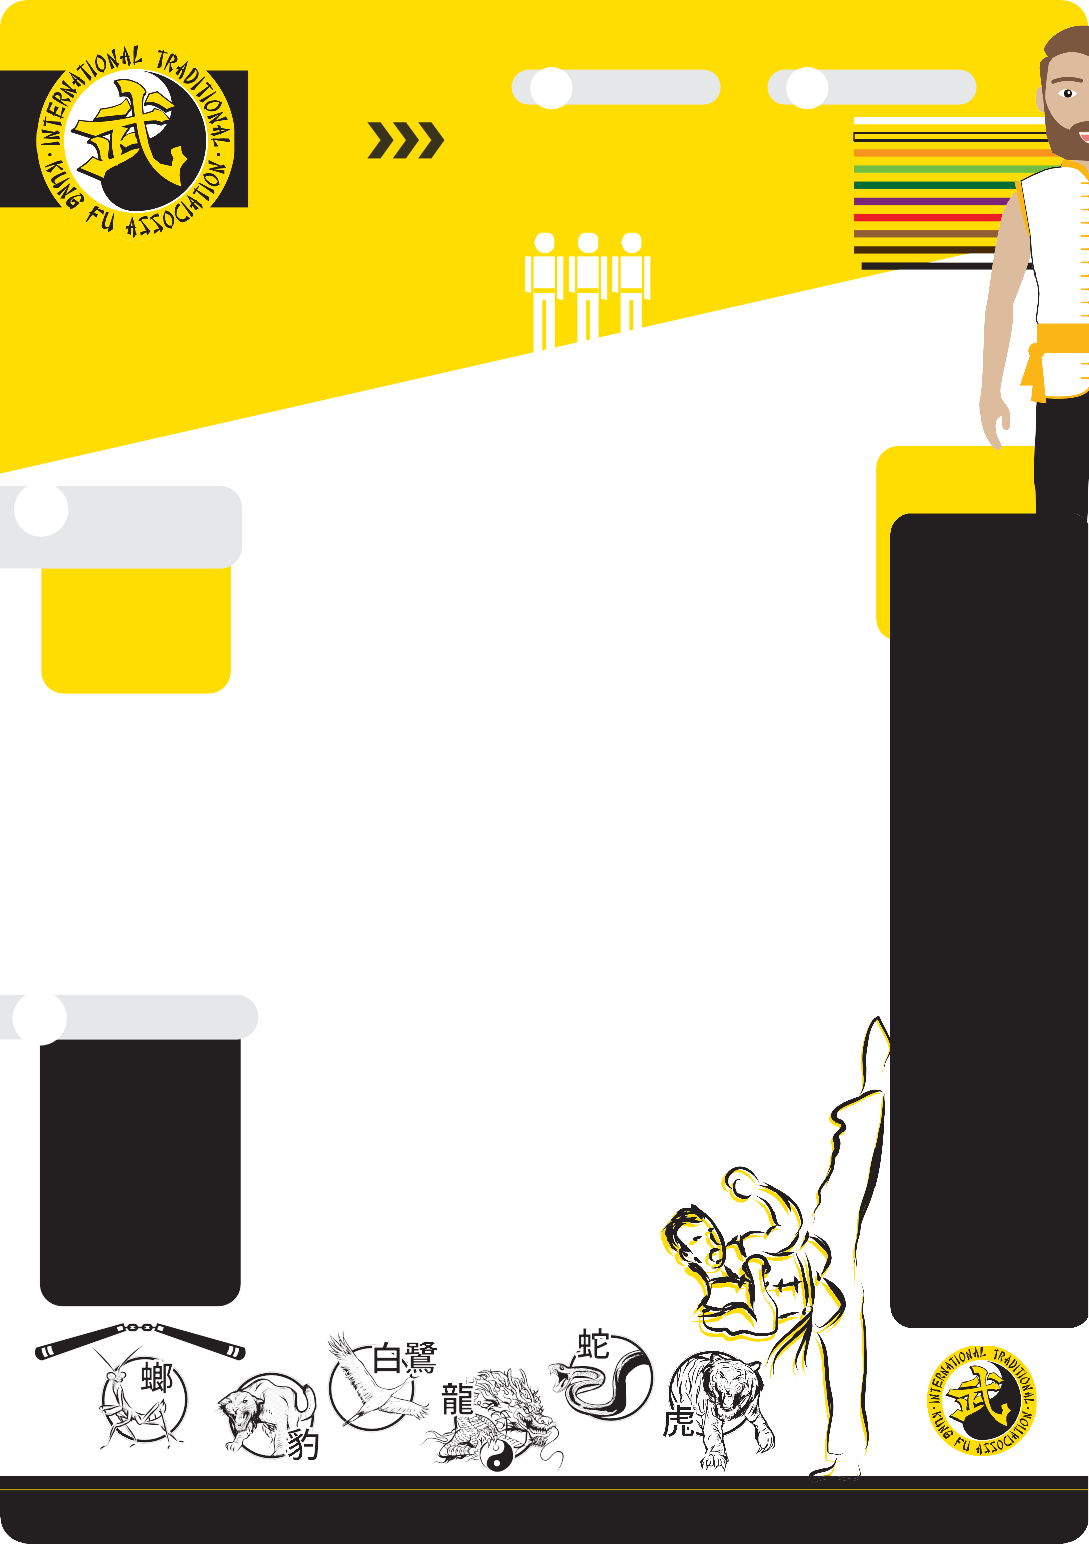 · INTERNATIONAL TRADITIONAL ·
KUNG FU ASSOCIATION
武
螂
豹
白鷺
龍
蛇
虎
· INTERNATIONAL TRADITIONAL ·
KUNG FU ASSOCIATION
武